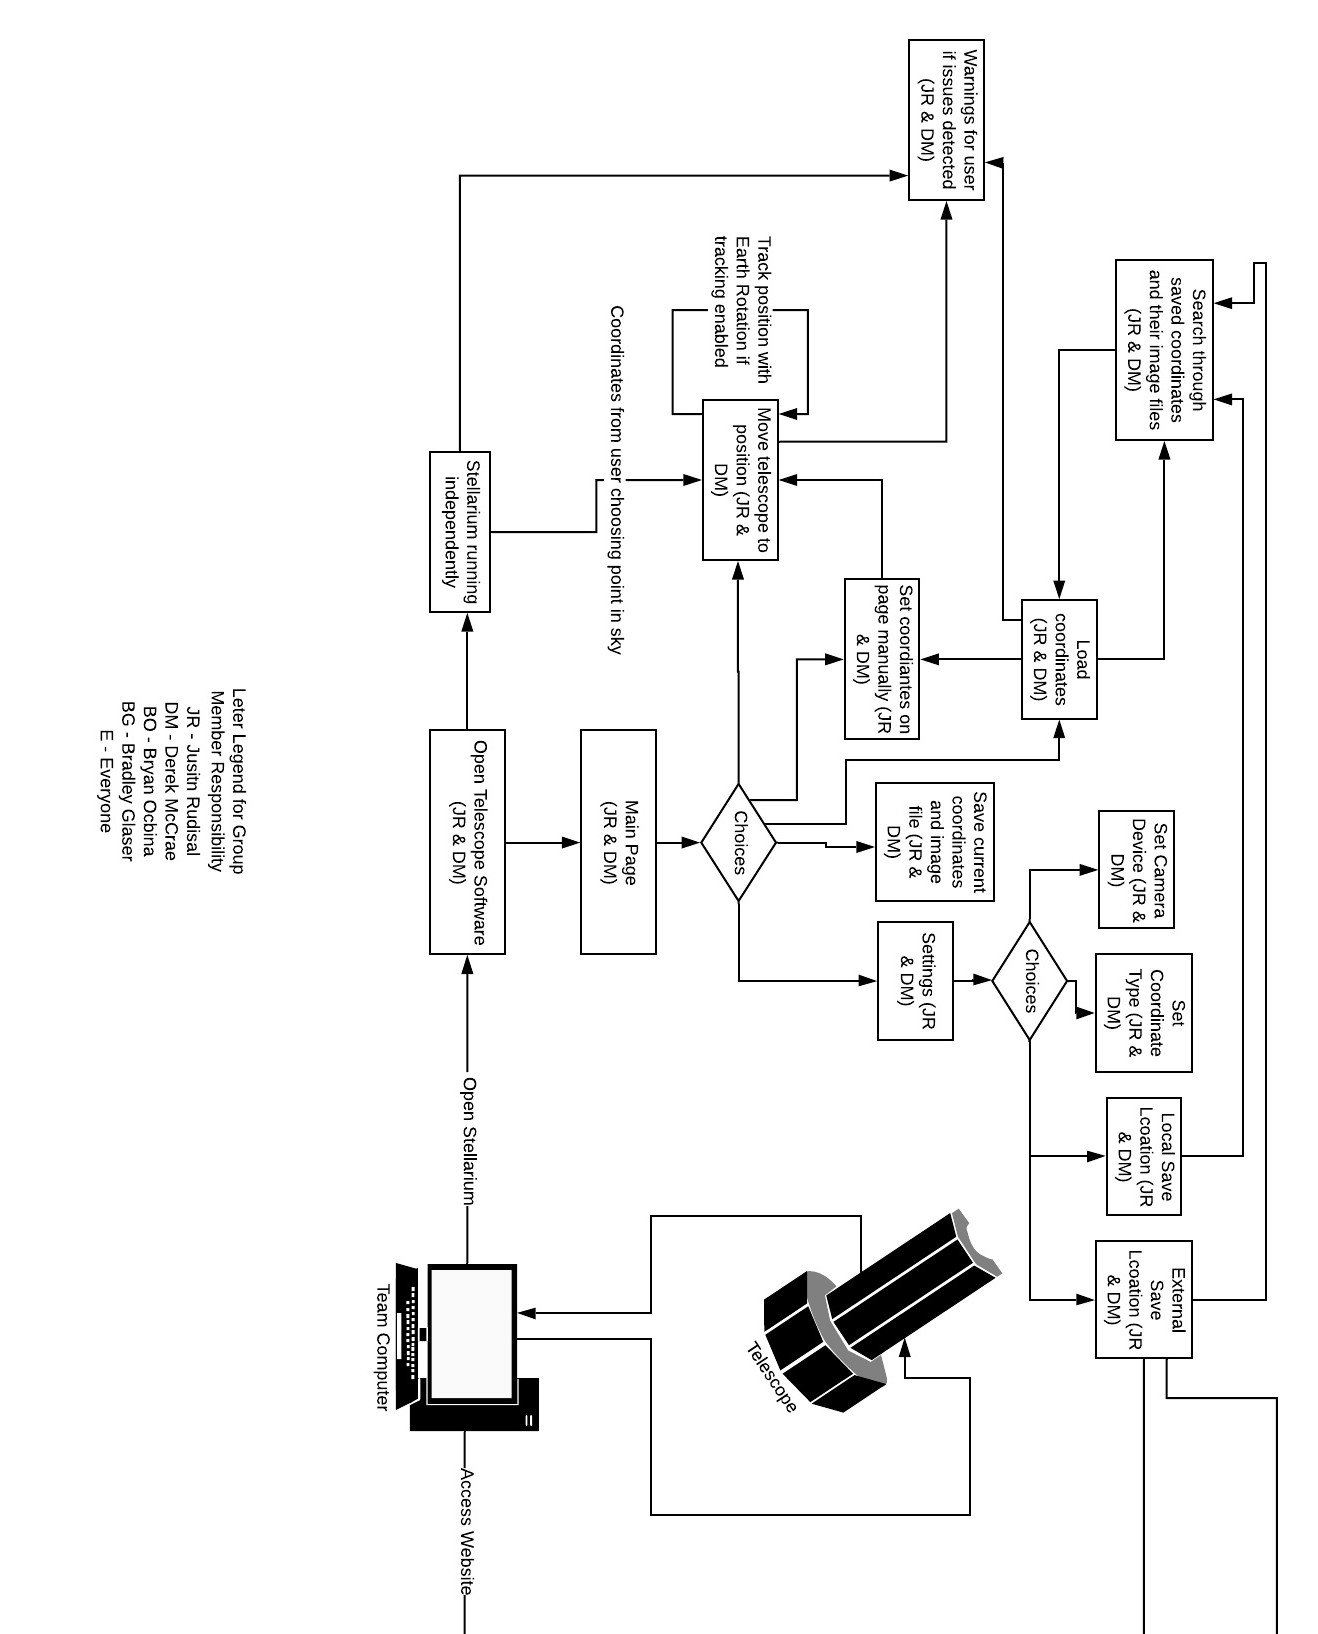 Warnings for user
if issues detected
(JR & DM)
Search through
saved coordinates
and their image files
(JR & DM)
Track position with
Earth Rotation if
tracking enabled
Coordinates from user choosing point in sky
Move telescope to
position (JR &
DM)
Stellarium running
independently
Set coordiantes on
page manually (JR
& DM)
Load
coordinates
(JR & DM)
Open Telescope Software
(JR & DM)
Main Page
(JR & DM)
Choices
Save current
coordinates
and image
file (JR &
DM)
Settings (JR
& DM)
Choices
Set Camera
Device (JR &
DM)
Set
Coordinate
Type (JR &
DM)
Local Save
Lcoation (JR
& DM)
External
Save
Lcoation (JR
& DM)
Open Stellarium
Telescope
Team Computer
Access Website
Leter Legend for Group
Member Responsibility
JR - Jusitn Rudisal
DM - Derek McCrae
BO - Bryan Ocbina
BG - Bradley Glaser
E - Everyone